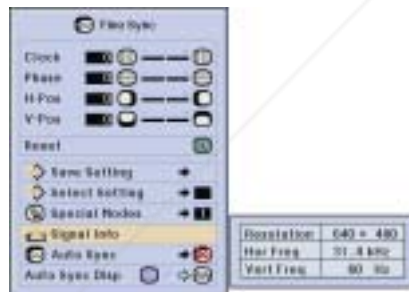 Fine Sync
Clock
Phase
H-Pos
V-Pos
Reset
Save Setting
Select Setting
Special Modes
Signal Info
Auto Sync
Auto Sync Disp
Resolution 640 × 480
Hor Freq 31.4 kHz
Vert Freq 60 Hz